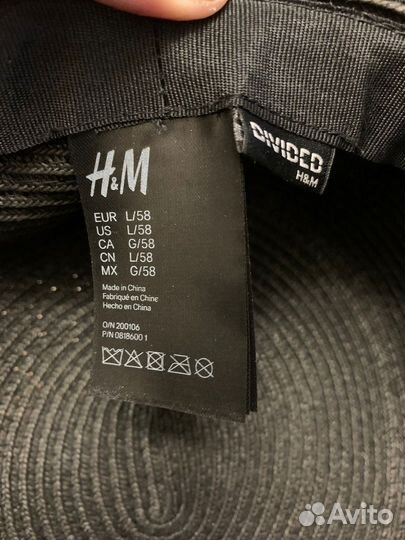 H&M
EUR L/58
US L/58
CA G/58
CN L/58
MX G/58
Made in China
Fabriqué en Chine
Hecho en China
O/N 200106
P/N 0818600 1
DIVIDED
H&M
Avito